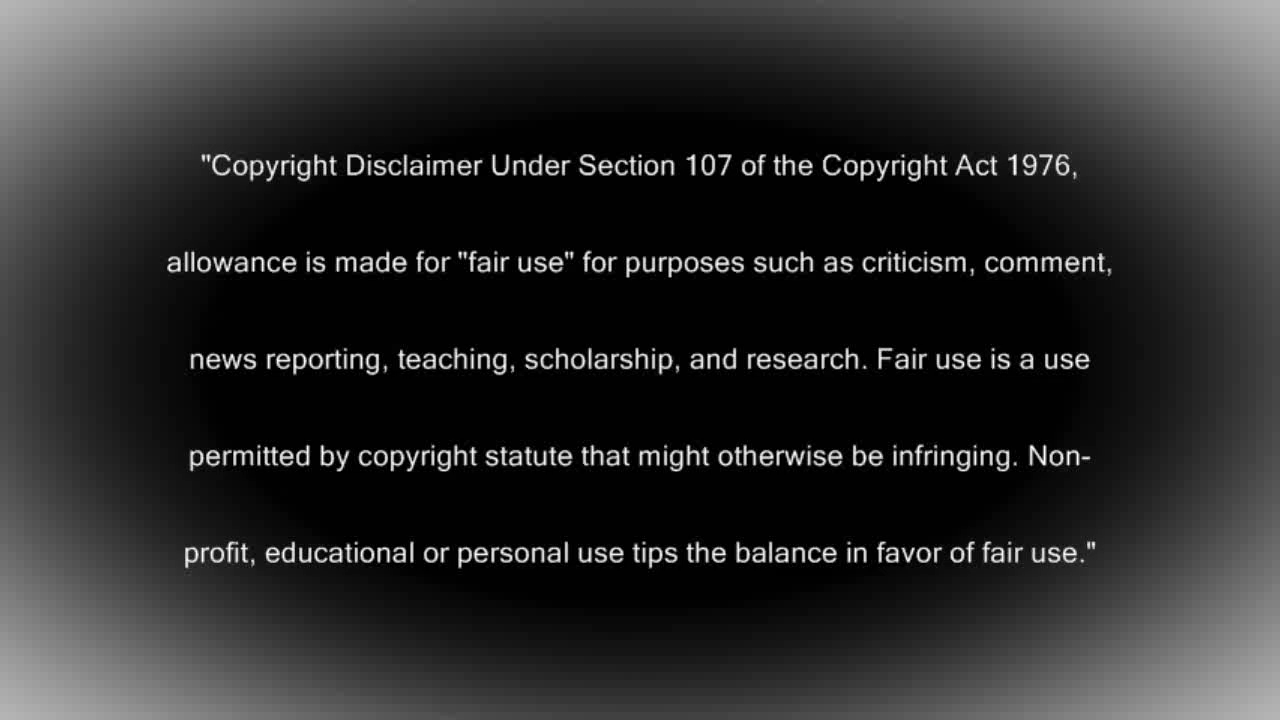 "Copyright Disclaimer Under Section 107 of the Copyright Act 1976,
allowance is made for "fair use" for purposes such as criticism, comment,
news reporting, teaching, scholarship, and research. Fair use is a use
permitted by copyright statute that might otherwise be infringing. Non-
profit, educational or personal use tips the balance in favor of fair use."